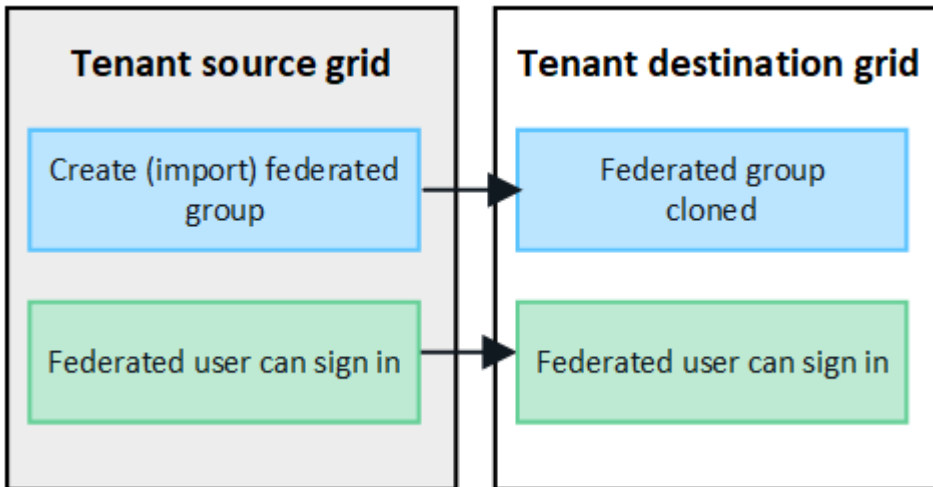 Tenant source grid
Create (import) federated
group
Federated user can sign in
Tenant destination grid
Federated group
cloned
Federated user can sign in